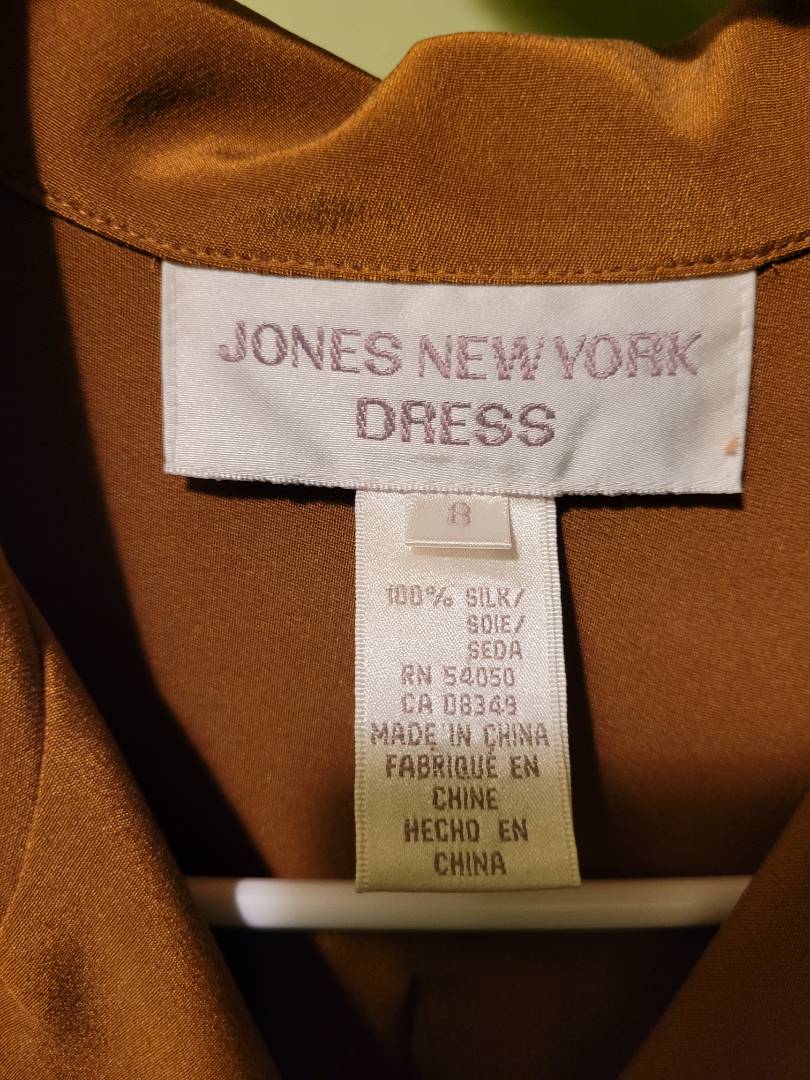 JONES NEW YORK
DRESS
8
100% SILK/
SOIE/
SEDA
RN 54050
CA 08349
MADE IN CHINA
FABRIQUÉ EN
CHINE
HECHO EN
CHINA